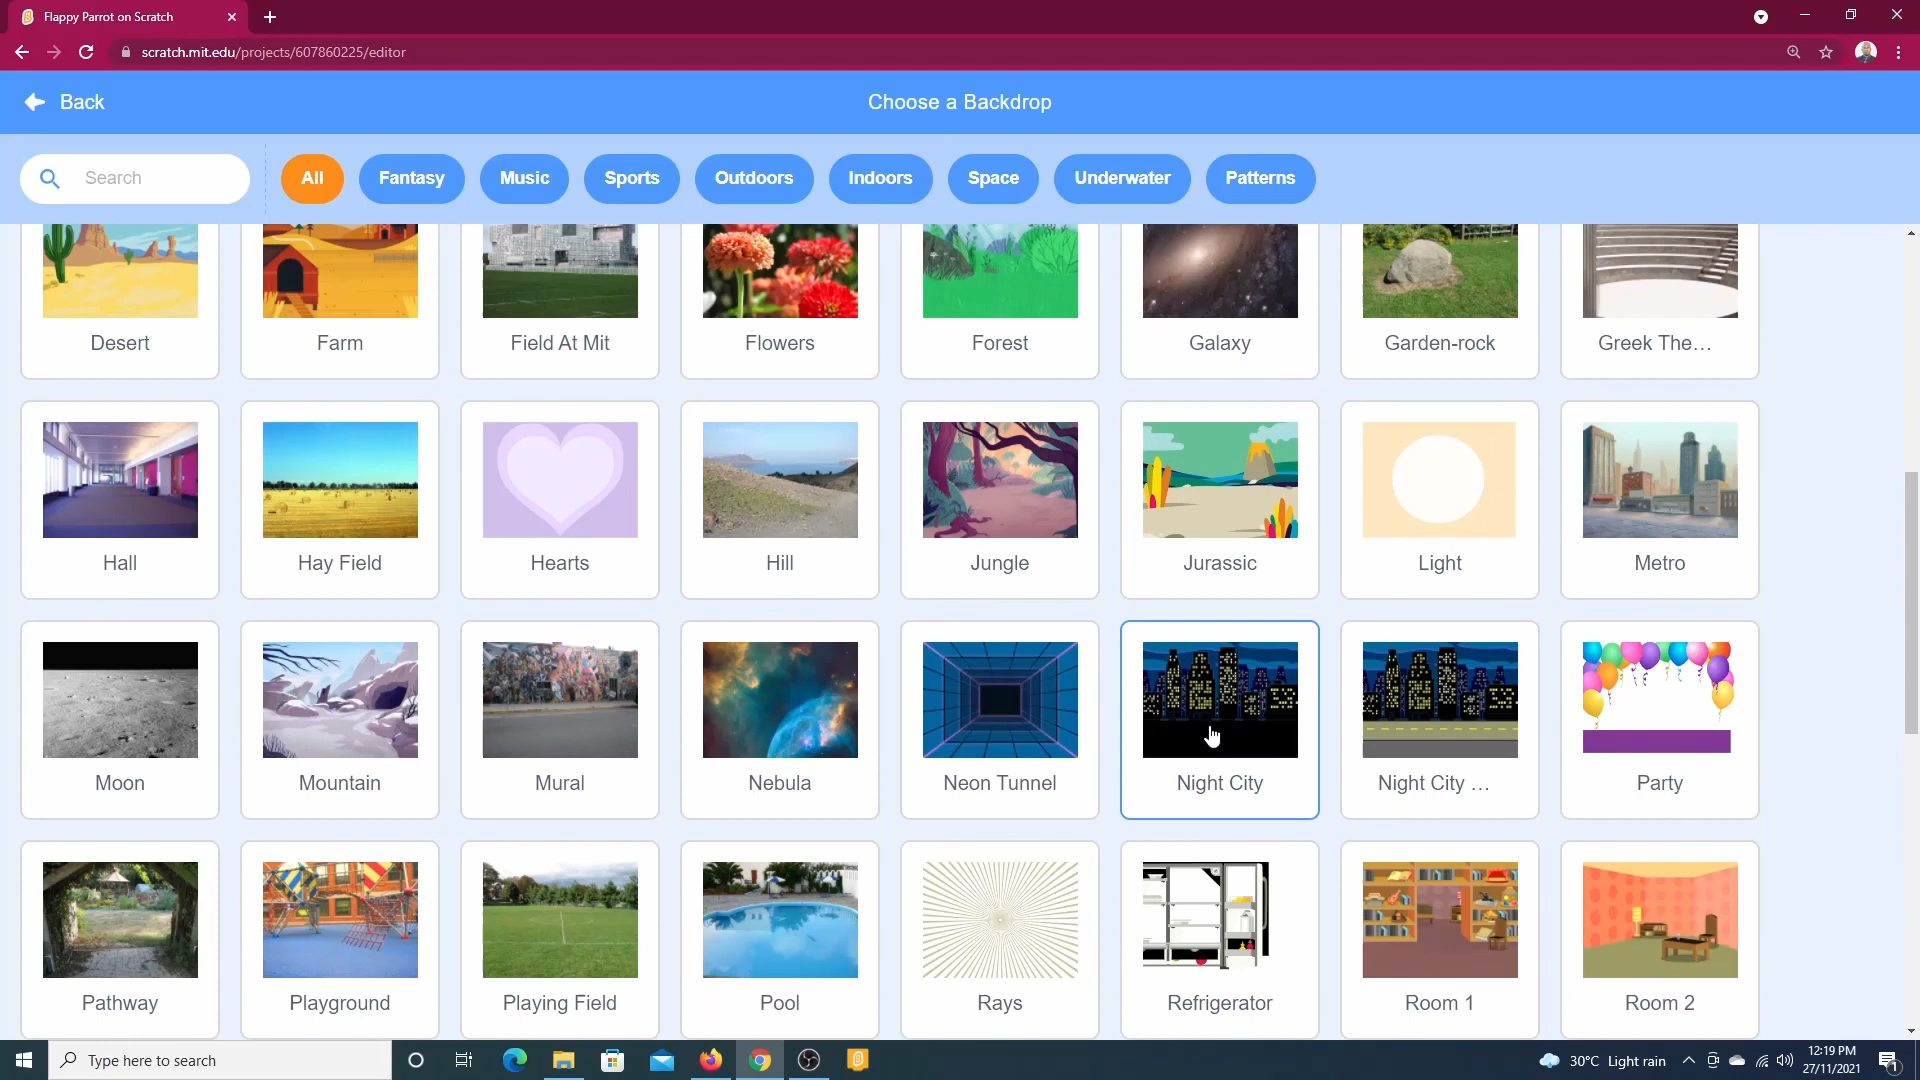 Flappy Parrot on Scratch
scratch.mit.edu/projects/607860225/editor
Back
Choose a Backdrop
Search
All
Fantasy
Music
Sports
Outdoors
Indoors
Space
Underwater
Patterns
Desert
Farm
Field At Mit
Flowers
Forest
Galaxy
Garden-rock
Greek The...
Hall
Hay Field
Hearts
Hill
Jungle
Jurassic
Light
Metro
Moon
Mountain
Mural
Nebula
Neon Tunnel
Night City
Night City ...
Party
Pathway
Playground
Playing Field
Pool
Rays
Refrigerator
Room 1
Room 2
Type here to search
30°C Light rain
12:19 PM
27/11/2021
1